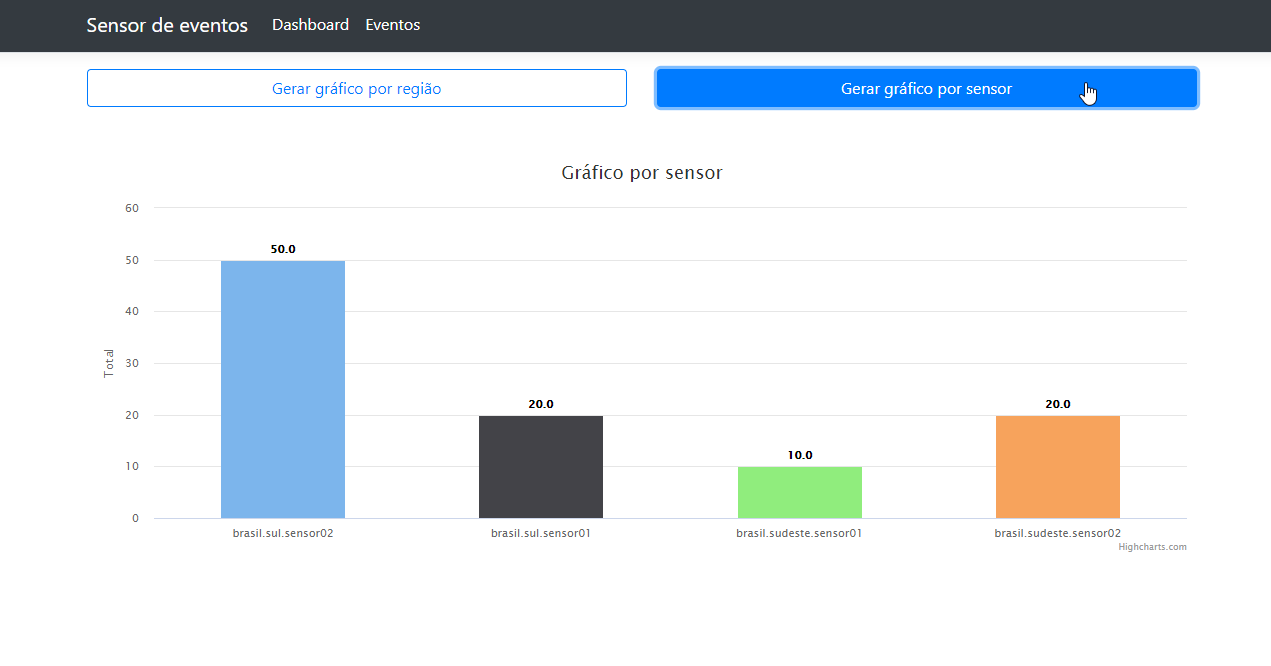 Sensor de eventos Dashboard Eventos
Gerar gráfico por região Gerar gráfico por sensor
Gráfico por sensor
60
50.0
50
40
Total
30
20.0 20.0
20
10.0
10
0
brasil.sul.sensor02 brasil.sul.sensor01 brasil.sudeste.sensor01 brasil.sudeste.sensor02
Highcharts.com